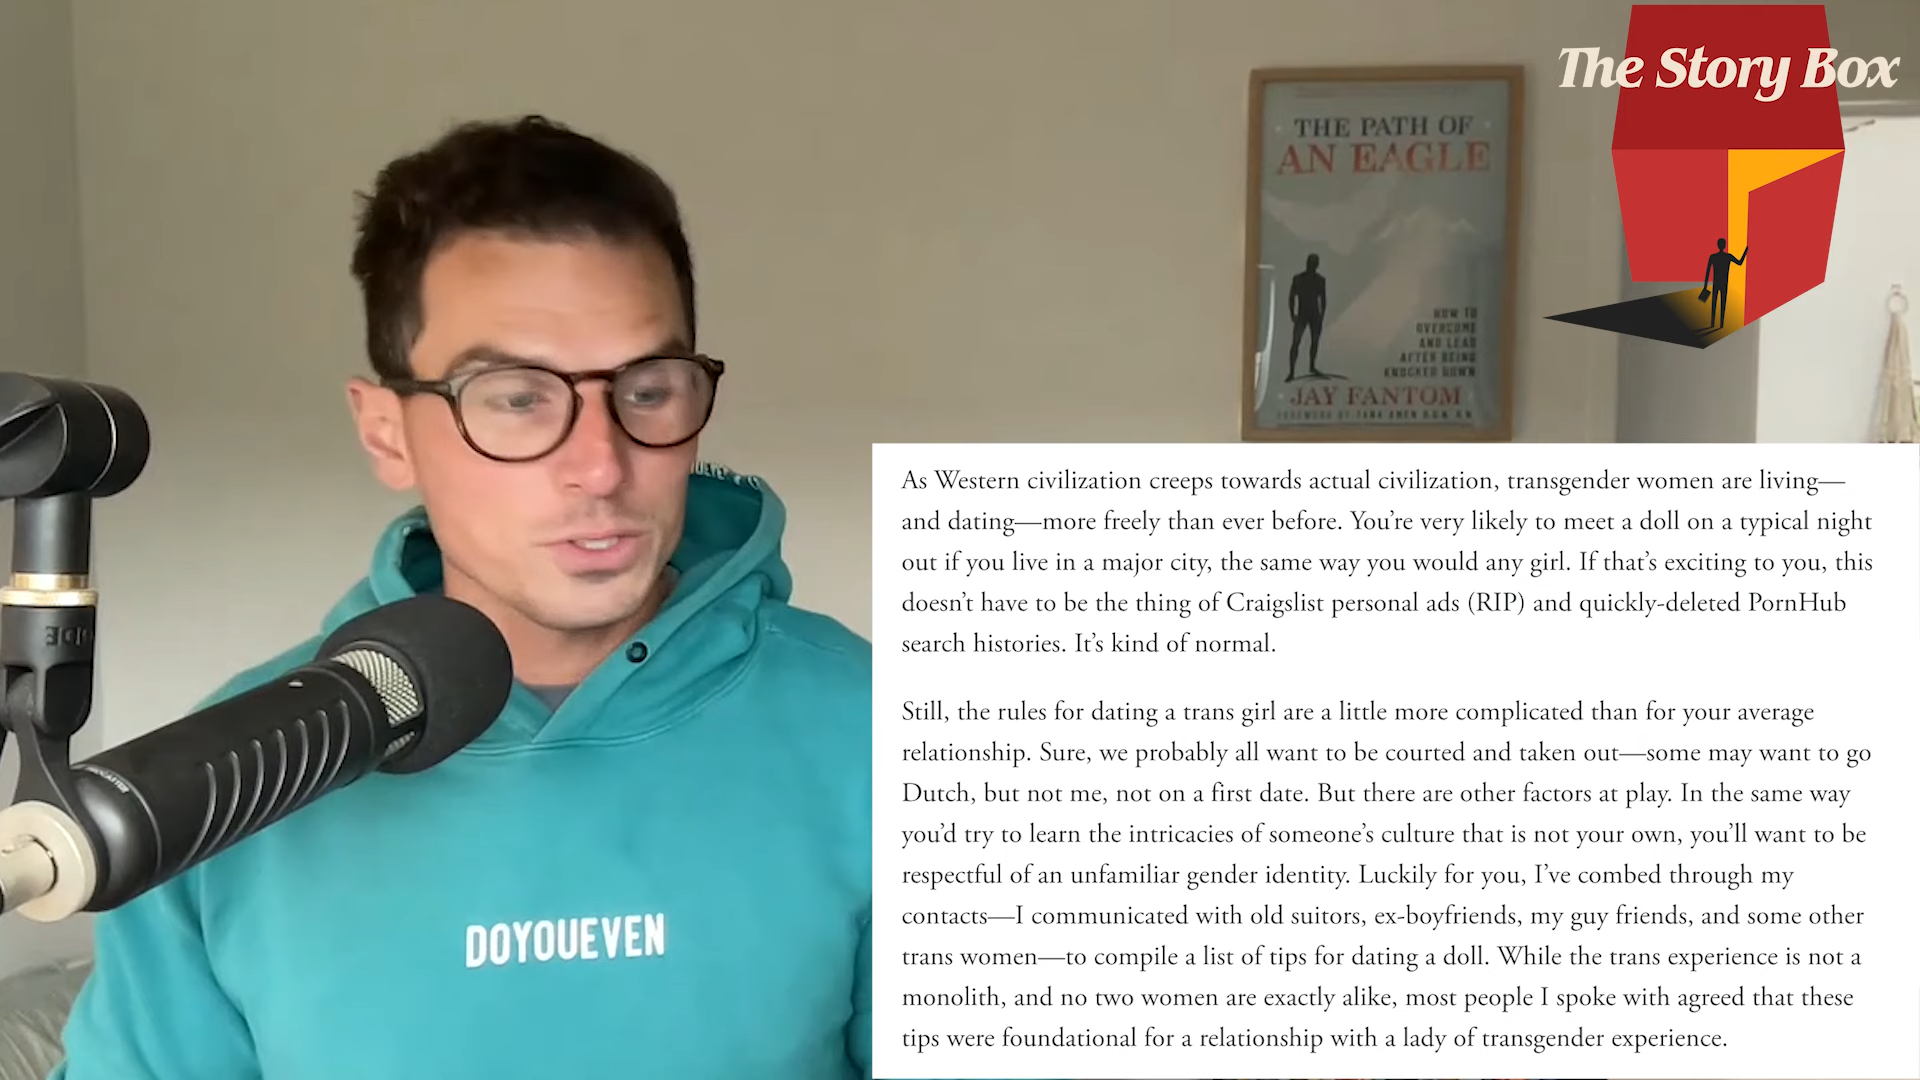 The Story Box
THE PATH OF
AN EAGLE
HOW TO
OVERCOME
AND LEAD
AFTER BEING
KNOCKED DOWN
JAY FANTOM
DOYOUEVEN
As Western civilization creeps towards actual civilization, transgender women are living—
and dating—more freely than ever before. You’re very likely to meet a doll on a typical night
out if you live in a major city, the same way you would any girl. If that’s exciting to you, this
doesn’t have to be the thing of Craigslist personal ads (RIP) and quickly-deleted PornHub
search histories. It’s kind of normal.
Still, the rules for dating a trans girl are a little more complicated than for your average
relationship. Sure, we probably all want to be courted and taken out—some may want to go
Dutch, but not me, not on a first date. But there are other factors at play. In the same way
you’d try to learn the intricacies of someone’s culture that is not your own, you’ll want to be
respectful of an unfamiliar gender identity. Luckily for you, I’ve combed through my
contacts—I communicated with old suitors, ex-boyfriends, my guy friends, and some other
trans women—to compile a list of tips for dating a doll. While the trans experience is not a
monolith, and no two women are exactly alike, most people I spoke with agreed that these
tips were foundational for a relationship with a lady of transgender experience.